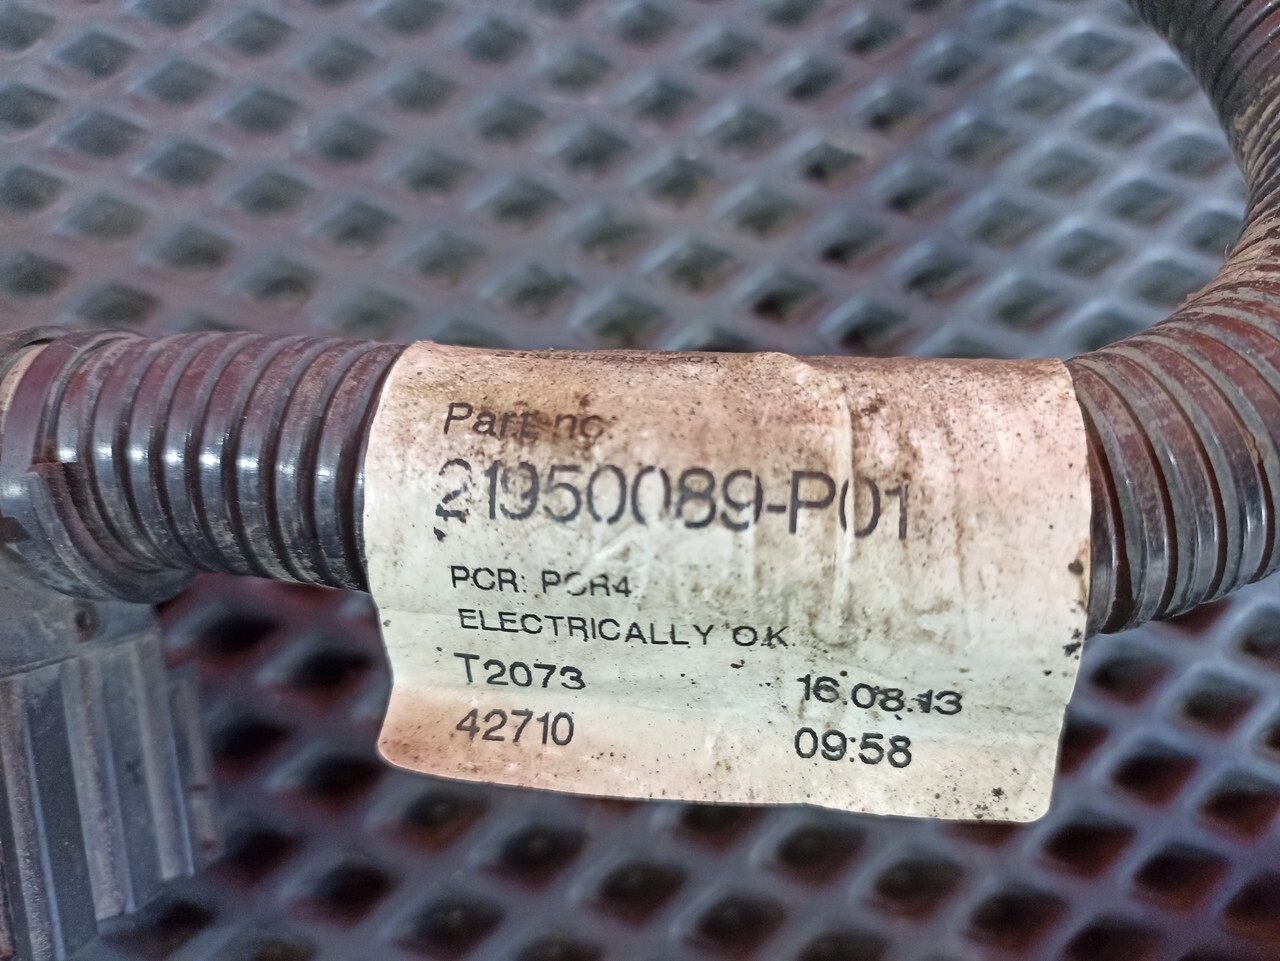 Part no.
21950089-P01
PCR: PCR4
ELECTRICALLY O.K.
T2073 16.08.13
42710 09:58